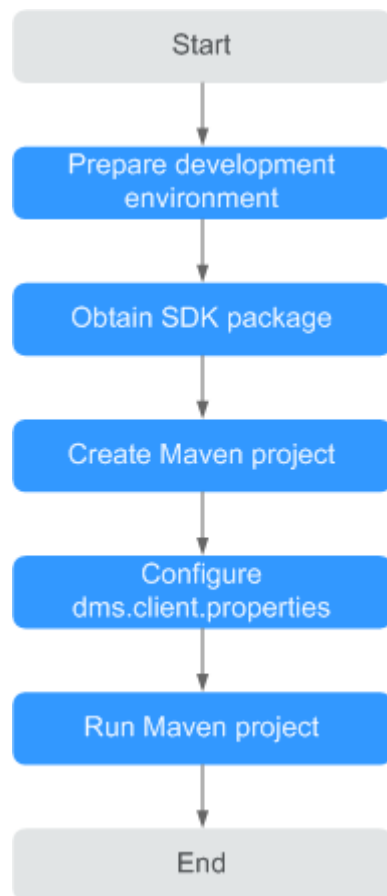 Start
Prepare development
environment
Obtain SDK package
Create Maven project
Configure
dms.client.properties
Run Maven project
End